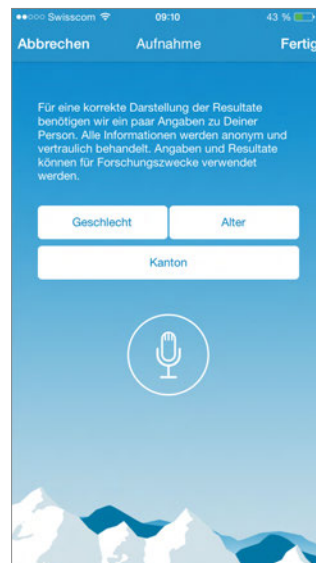 Swisscom 09:10 43 %
Abbrechen Aufnahme Fertig
Für eine korrekte Darstellung der Resultate
benötigen wir ein paar Angaben zu Deiner
Person. Alle Informationen werden anonym und
vertraulich behandelt. Angaben und Resultate
können für Forschungszwecke verwendet
werden.
Geschlecht Alter
Kanton